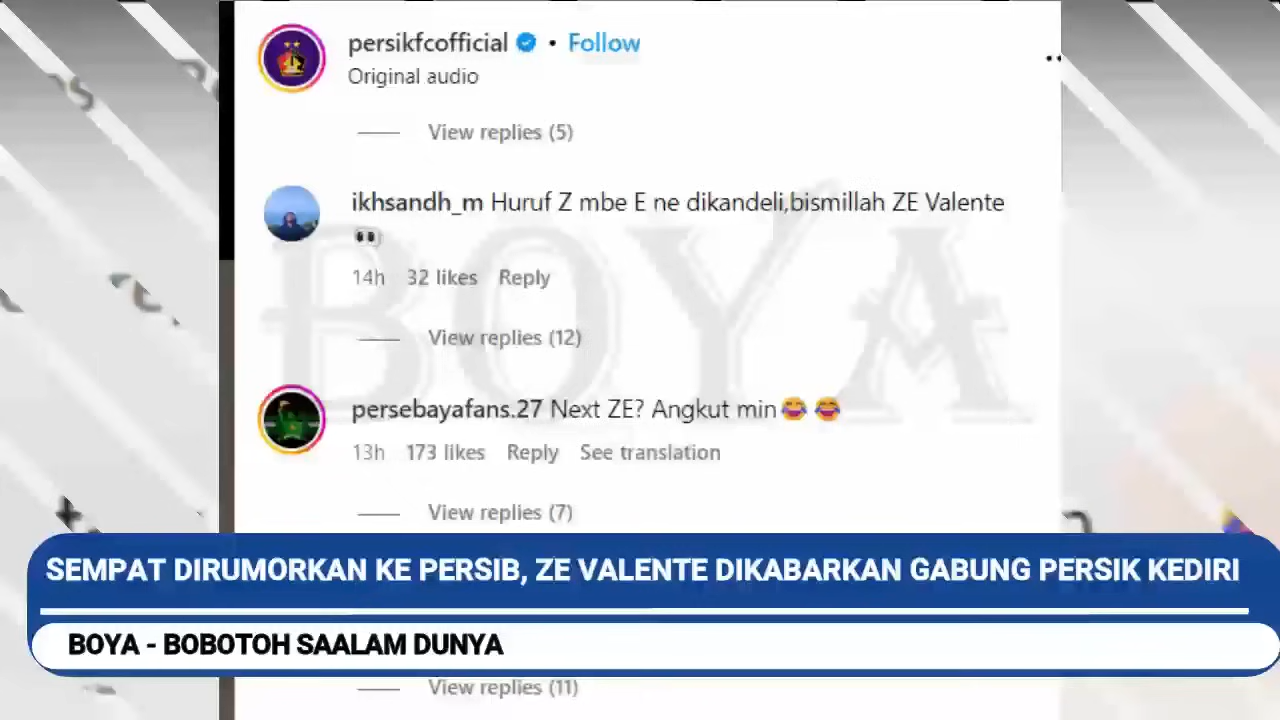 persikfcofficial • Follow
Original audio
View replies (5)
ikhsandh_m Huruf Z mbe E ne dikandeli,bismillah ZE Valente
👀
14h 32 likes Reply
View replies (12)
BOYA
persebayafans.27 Next ZE? Angkut min😂😂
13h 173 likes Reply See translation
View replies (7)
SEMPAT DIRUMORKAN KE PERSIB, ZE VALENTE DIKABARKAN GABUNG PERSIK KEDIRI
BOYA - BOBOTOH SAALAM DUNYA
View replies (11)